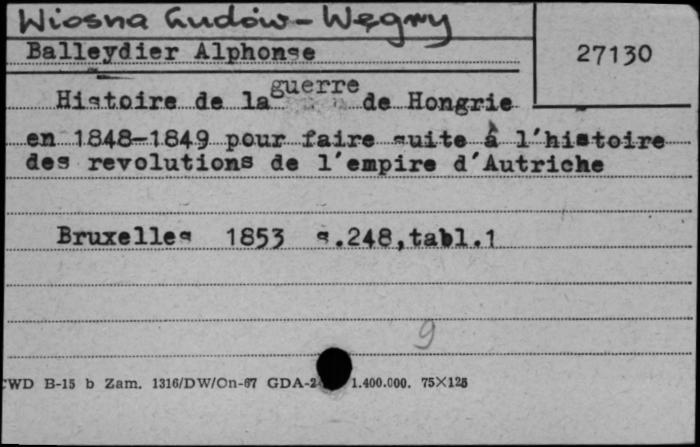 Wiosna Ludów - Węgry
Balleydier Alphonse
27130
Histoire de la guerre de Hongrie
en 1848-1849 pour faire suite à l'histoire
des revolutions de l'empire d'Autriche
Bruxelles 1853 s.248,tabl.1
9
WD B-15 b Zam. 1316/DW/On-67 GDA-2 1.400.000. 75×125